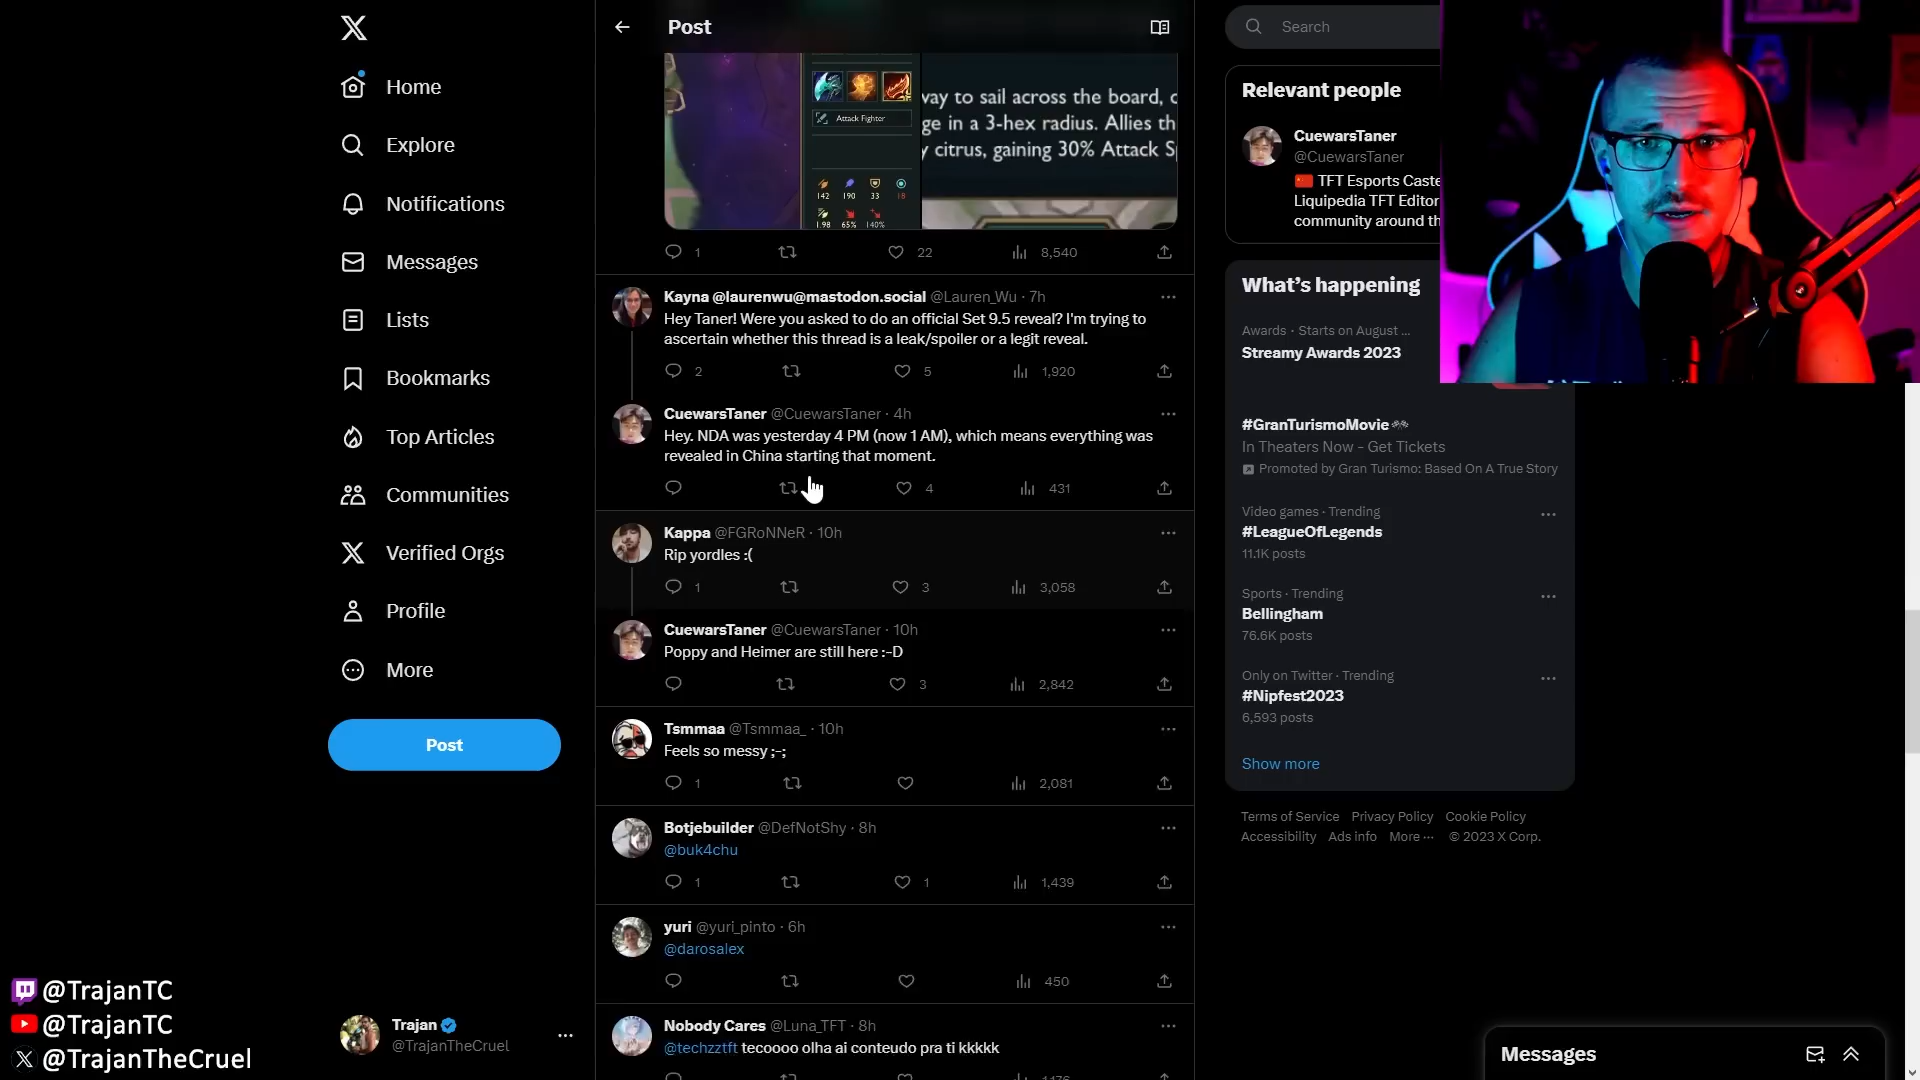 Home
Explore
Notifications
Messages
Lists
Bookmarks
Top Articles
Communities
Verified Orgs
Profile
More
Post
Trajan
@TrajanTheCruel
@TrajanTC
@TrajanTC
@TrajanTheCruel
Post
Attack Fighter
142 190 33 18
1.98 65% 140%
way to sail across the board, c
ge in a 3-hex radius. Allies th
y citrus, gaining 30% Attack S
1 22 8,540
Kayna @laurenwu@mastodon.social @Lauren_Wu · 7h
Hey Taner! Were you asked to do an official Set 9.5 reveal? I'm trying to
ascertain whether this thread is a leak/spoiler or a legit reveal.
2 5 1,920
CuewarsTaner @CuewarsTaner · 4h
Hey. NDA was yesterday 4 PM (now 1 AM), which means everything was
revealed in China starting that moment.
4 431
Kappa @FGRoNNeR · 10h
Rip yordles :(
1 3 3,058
CuewarsTaner @CuewarsTaner · 10h
Poppy and Heimer are still here :-D
3 2,842
Tsmmaa @Tsmmaa_ · 10h
Feels so messy ;-;
1 2,081
Botjebuilder @DefNotShy · 8h
@buk4chu
1 1 1,439
yuri @yuri_pinto · 6h
@darosalex
450
Nobody Cares @Luna_TFT · 8h
@techzztft tecoooo olha ai conteudo pra ti kkkkk
Search
Relevant people
CuewarsTaner
@CuewarsTaner
TFT Esports Caste
Liquipedia TFT Editor
community around th
What's happening
Awards · Starts on August ...
Streamy Awards 2023
#GranTurismoMovie
In Theaters Now - Get Tickets
Promoted by Gran Turismo: Based On A True Story
Video games · Trending
#LeagueOfLegends
11.1K posts
Sports · Trending
Bellingham
76.6K posts
Only on Twitter · Trending
#Nipfest2023
6,593 posts
Show more
Terms of Service Privacy Policy Cookie Policy
Accessibility Ads info More ··· © 2023 X Corp.
Messages